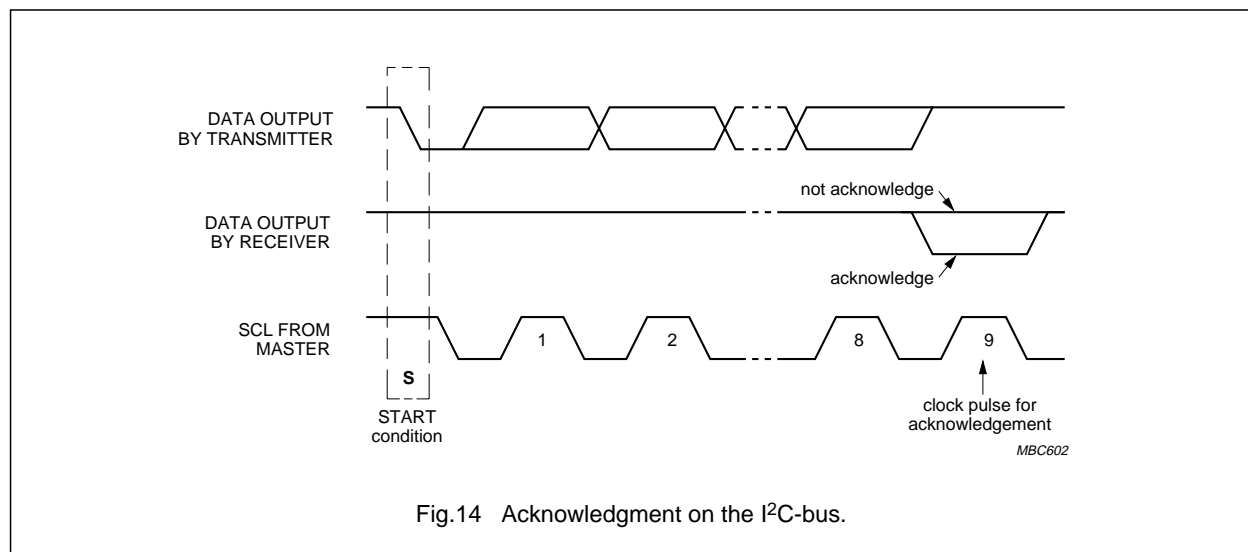 DATA OUTPUT
BY TRANSMITTER
not acknowledge
DATA OUTPUT
BY RECEIVER
acknowledge
SCL FROM
MASTER
1
2
8
9
S
START
condition
clock pulse for
acknowledgement
MBC602
Fig.14 Acknowledgment on the I²C-bus.